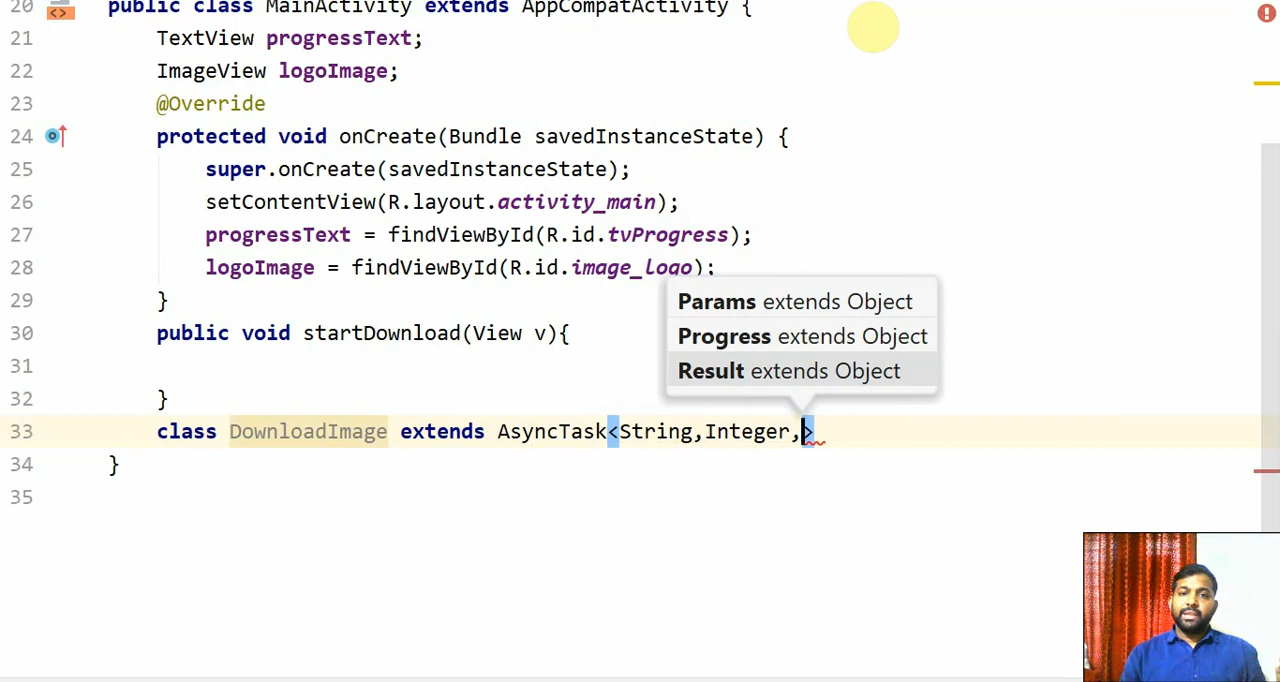 20 public class MainActivity extends AppCompatActivity {
21 TextView progressText;
22 ImageView logoImage;
23 @Override
24 protected void onCreate(Bundle savedInstanceState) {
25 super.onCreate(savedInstanceState);
26 setContentView(R.layout.activity_main);
27 progressText = findViewById(R.id.tvProgress);
28 logoImage = findViewById(R.id.image_logo);
Params extends Object
29 }
Progress extends Object
30 public void startDownload(View v){
Result extends Object
31
32 }
33 class DownloadImage extends AsyncTask<String,Integer,>
34 }
35